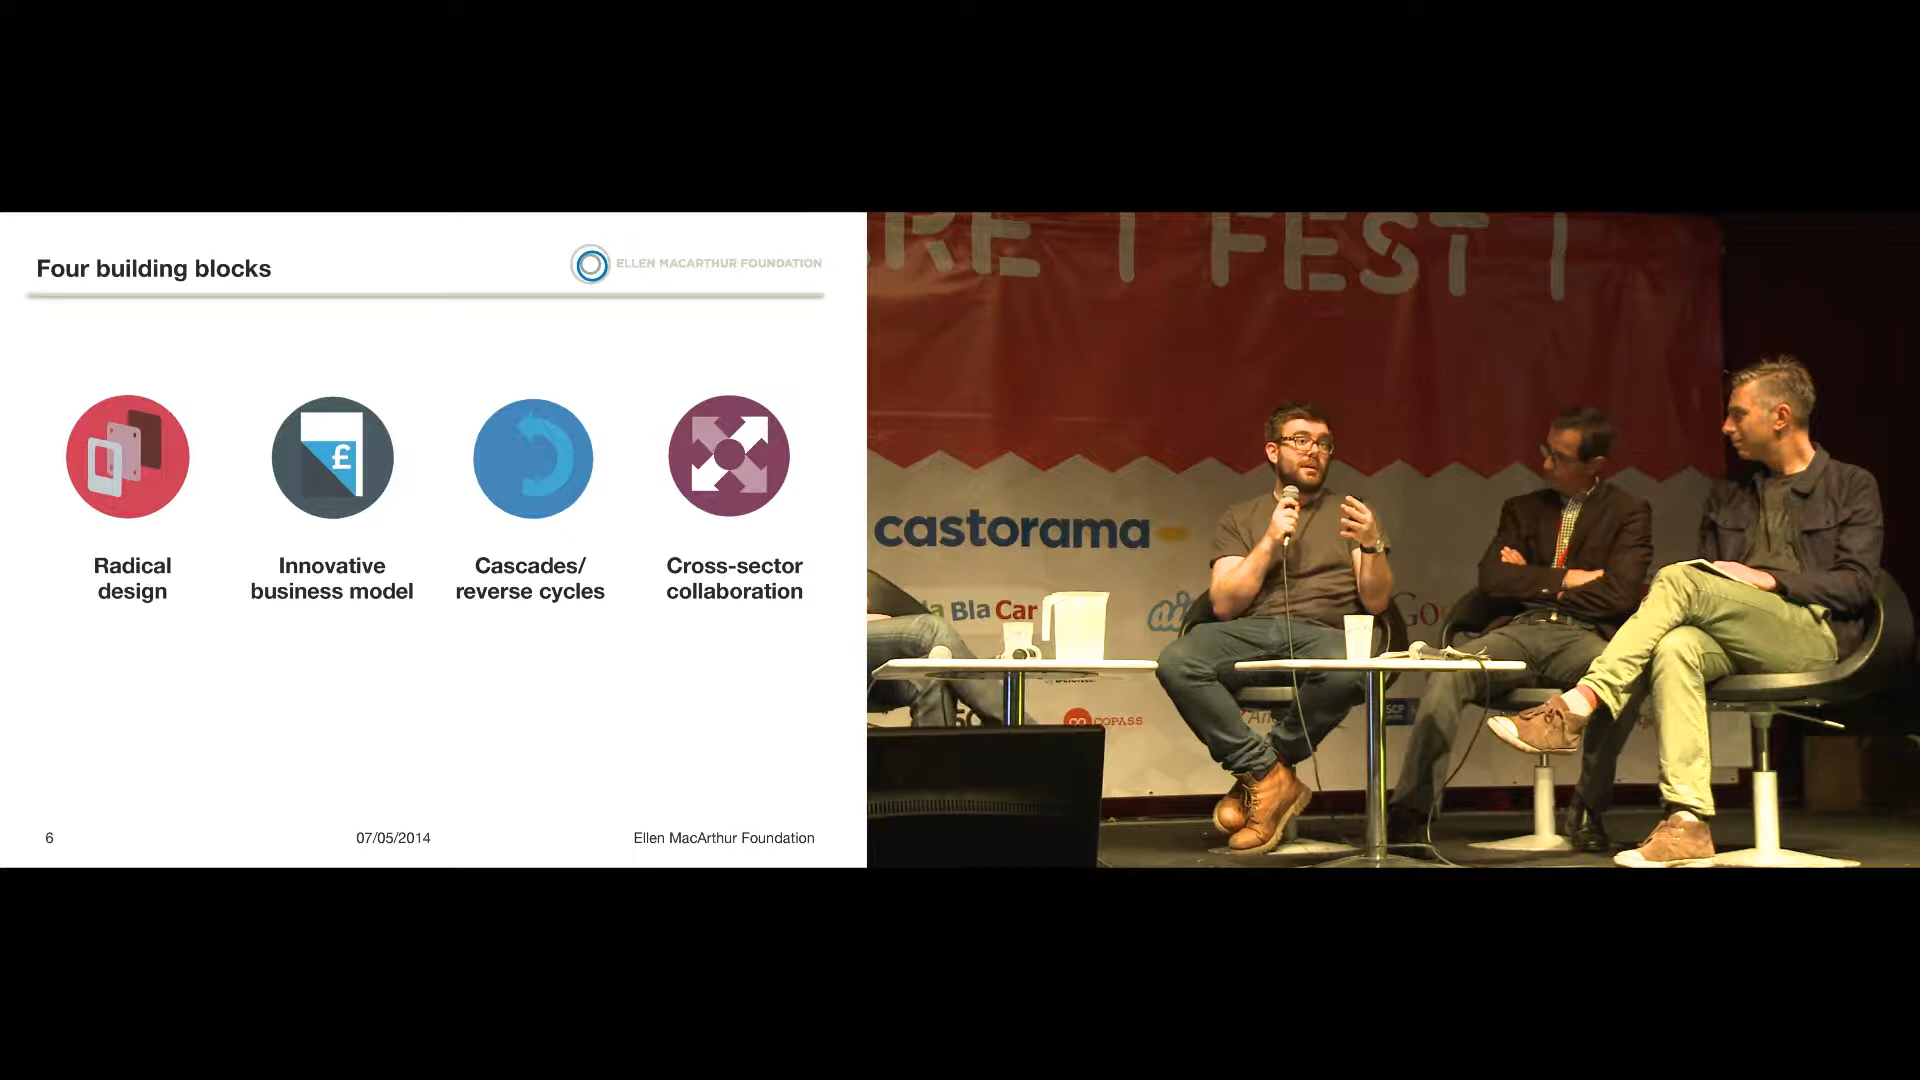 Four building blocks
ELLEN MACARTHUR FOUNDATION
£
Radical
design
Innovative
business model
Cascades/
reverse cycles
Cross-sector
collaboration
6
07/05/2014
Ellen MacArthur Foundation
FEST
castorama
Bla Car
COPASS
SCP